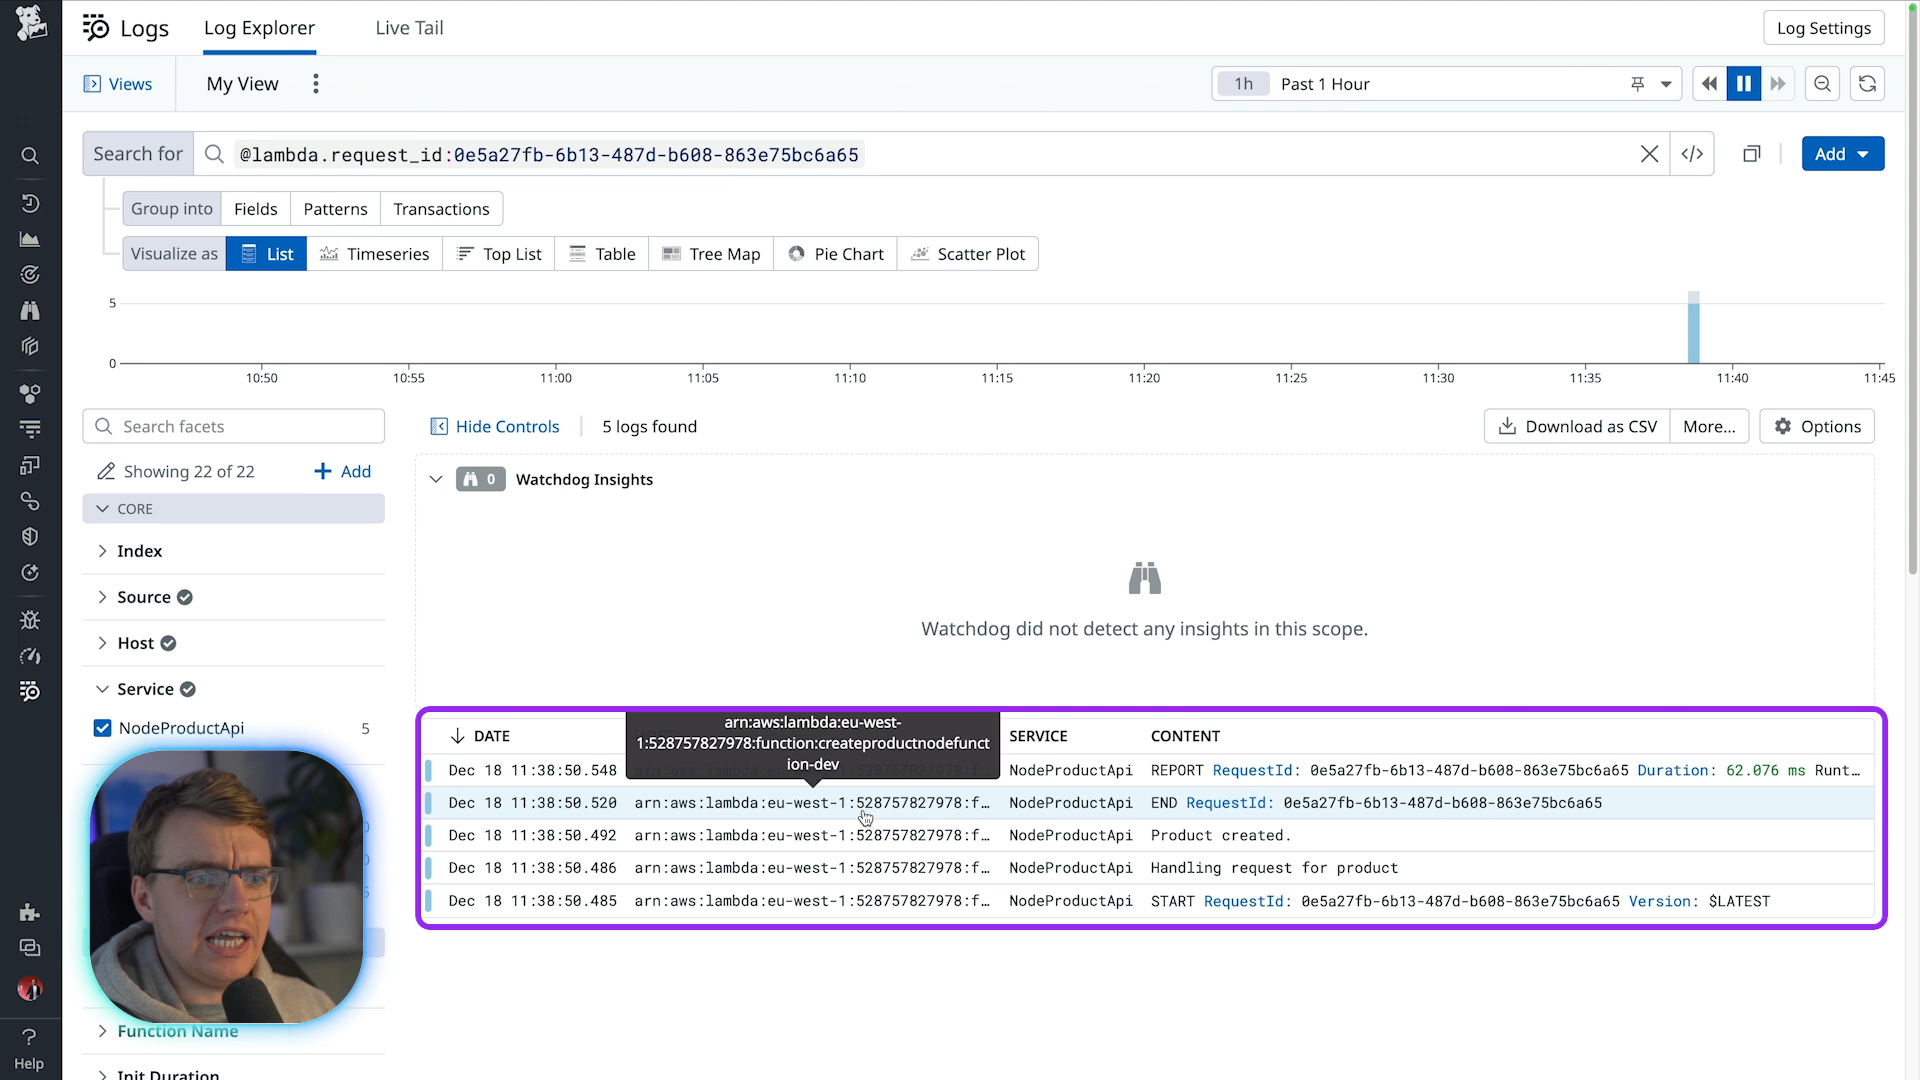 Logs
Log Explorer
Live Tail
Log Settings
Views
My View
1h
Past 1 Hour
Search for
@lambda.request_id:0e5a27fb-6b13-487d-b608-863e75bc6a65
Add
Group into
Fields
Patterns
Transactions
Visualize as
List
Timeseries
Top List
Table
Tree Map
Pie Chart
Scatter Plot
5
0
10:50
10:55
11:00
11:05
11:10
11:15
11:20
11:25
11:30
11:35
11:40
11:45
Search facets
Hide Controls
5 logs found
Download as CSV
More...
Options
Showing 22 of 22
Add
0
Watchdog Insights
CORE
Index
Source
Host
Service
NodeProductApi
5
Watchdog did not detect any insights in this scope.
arn:aws:lambda:eu-west-
1:528757827978:function:createproductnodefunct
ion-dev
DATE
SERVICE
CONTENT
Dec 18 11:38:50.548
NodeProductApi
REPORT RequestId: 0e5a27fb-6b13-487d-b608-863e75bc6a65 Duration: 62.076 ms Runt…
Dec 18 11:38:50.520
arn:aws:lambda:eu-west-1:528757827978:f…
NodeProductApi
END RequestId: 0e5a27fb-6b13-487d-b608-863e75bc6a65
Dec 18 11:38:50.492
arn:aws:lambda:eu-west-1:528757827978:f…
NodeProductApi
Product created.
Dec 18 11:38:50.486
arn:aws:lambda:eu-west-1:528757827978:f…
NodeProductApi
Handling request for product
Dec 18 11:38:50.485
arn:aws:lambda:eu-west-1:528757827978:f…
NodeProductApi
START RequestId: 0e5a27fb-6b13-487d-b608-863e75bc6a65 Version: $LATEST
Function Name
Init Duration
Help